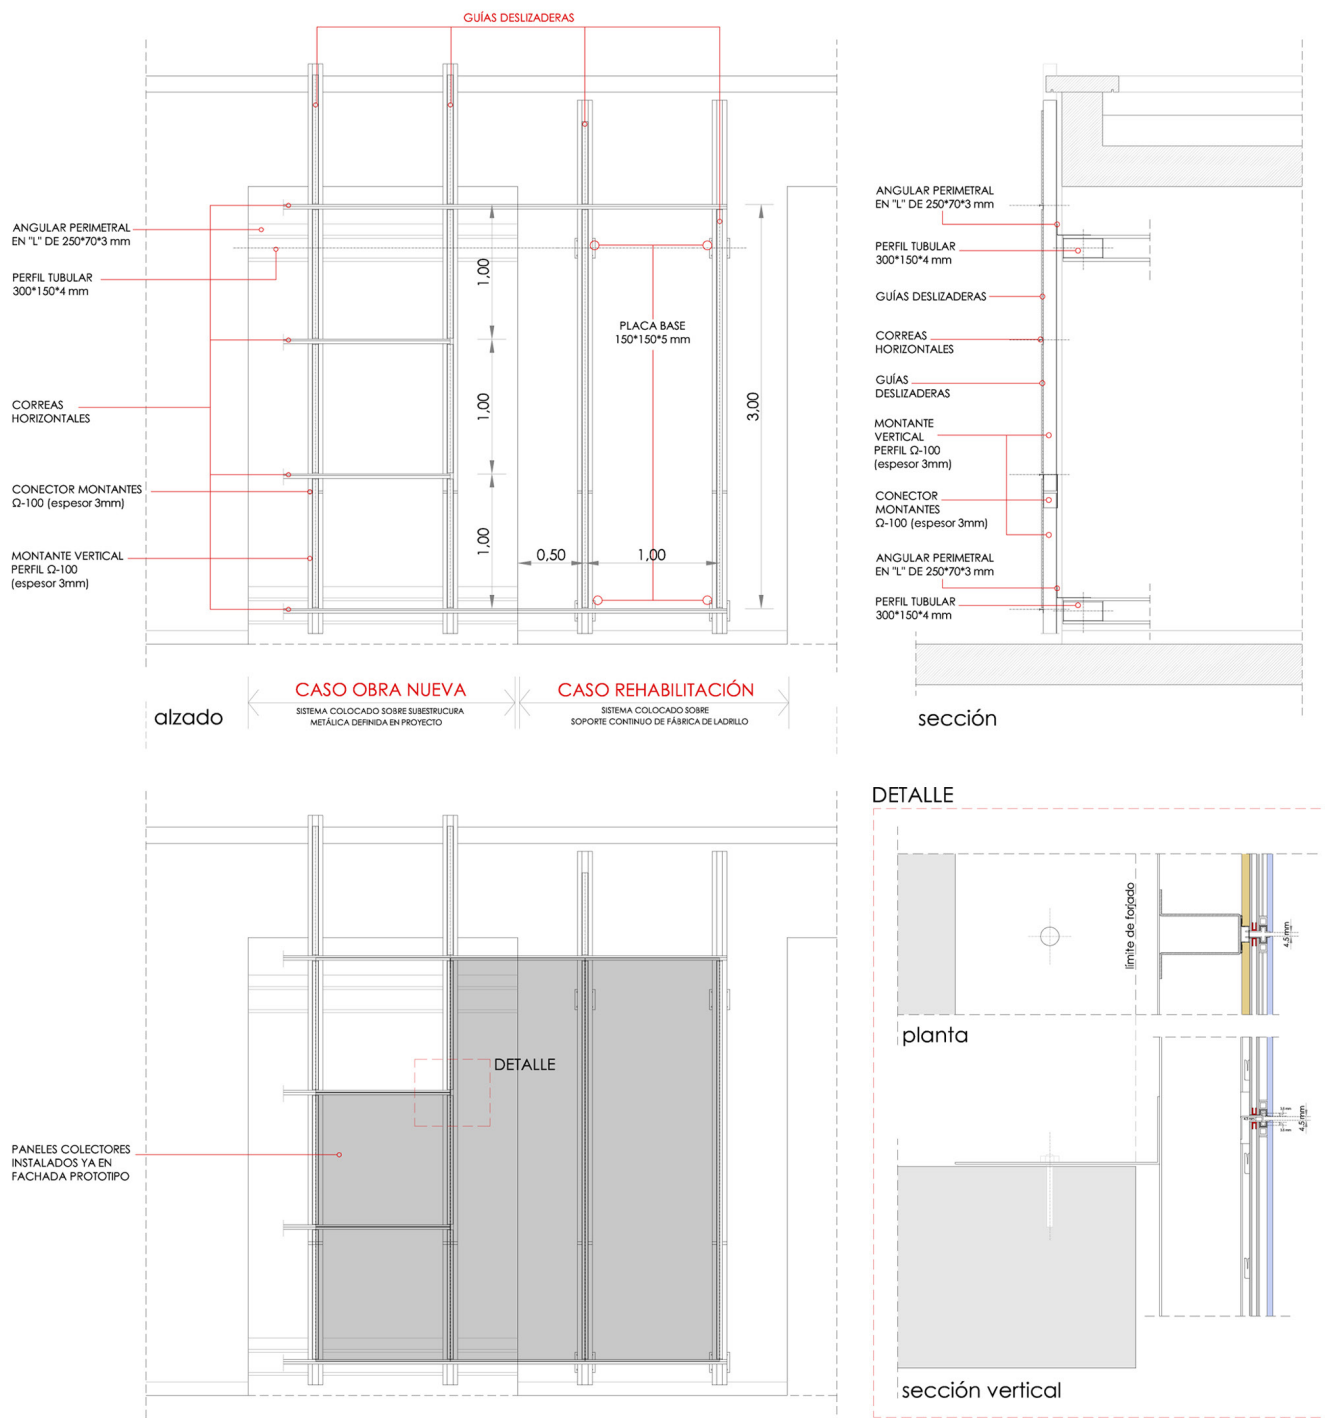 GUÍAS DESLIZADERAS
ANGULAR PERIMETRAL
EN "L" DE 250*70*3 mm
PERFIL TUBULAR
300*150*4 mm
CORREAS
HORIZONTALES
CONECTOR MONTANTES
Ω-100 (espesor 3mm)
MONTANTE VERTICAL
PERFIL Ω-100
(espesor 3mm)
1,00
1,00
1,00
PLACA BASE
150*150*5 mm
3,00
0,50
1,00
CASO OBRA NUEVA
SISTEMA COLOCADO SOBRE SUBESTRUCURA
METÁLICA DEFINIDA EN PROYECTO
CASO REHABILITACIÓN
SISTEMA COLOCADO SOBRE
SOPORTE CONTINUO DE FÁBRICA DE LADRILLO
alzado
ANGULAR PERIMETRAL
EN "L" DE 250*70*3 mm
PERFIL TUBULAR
300*150*4 mm
GUÍAS DESLIZADERAS
CORREAS
HORIZONTALES
GUÍAS
DESLIZADERAS
MONTANTE
VERTICAL
PERFIL Ω-100
(espesor 3mm)
CONECTOR
MONTANTES
Ω-100 (espesor 3mm)
ANGULAR PERIMETRAL
EN "L" DE 250*70*3 mm
PERFIL TUBULAR
300*150*4 mm
sección
DETALLE
PANELES COLECTORES
INSTALADOS YA EN
FACHADA PROTOTIPO
DETALLE
límite de forjado
4,5 mm
planta
4,5 mm
sección vertical